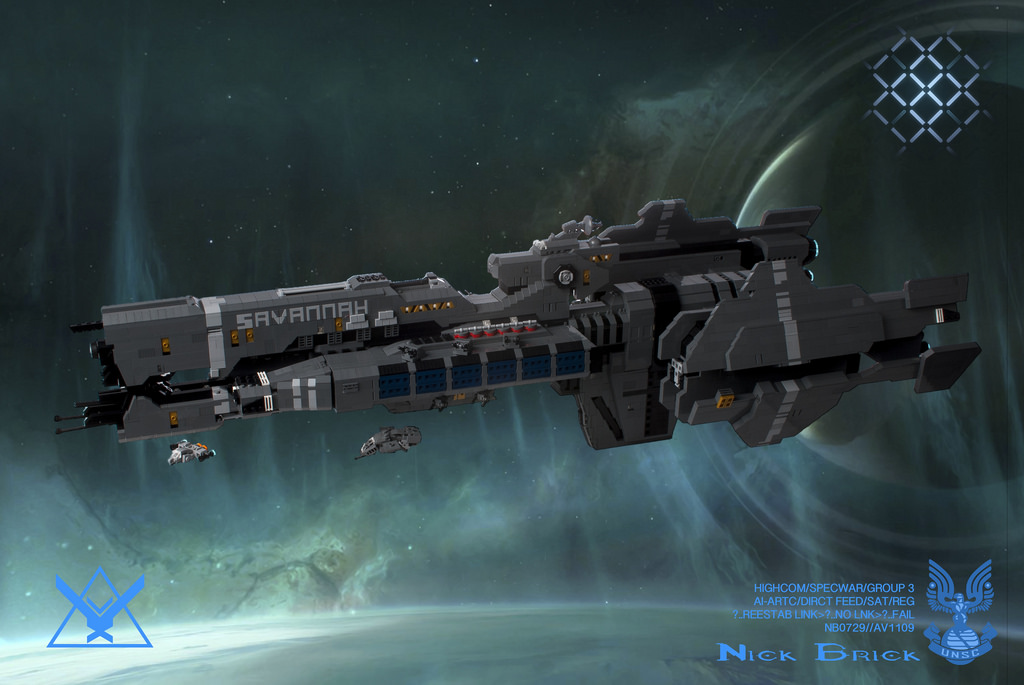 SAVANNAH
HIGHCOM/SPECWAR/GROUP 3
AI-ARTC/DIRCT FEED/SAT/REG
?..REESTAB LINK>?..NO LNK>?..FAIL
NB0729//AV1109
Nick Brick
UNSC